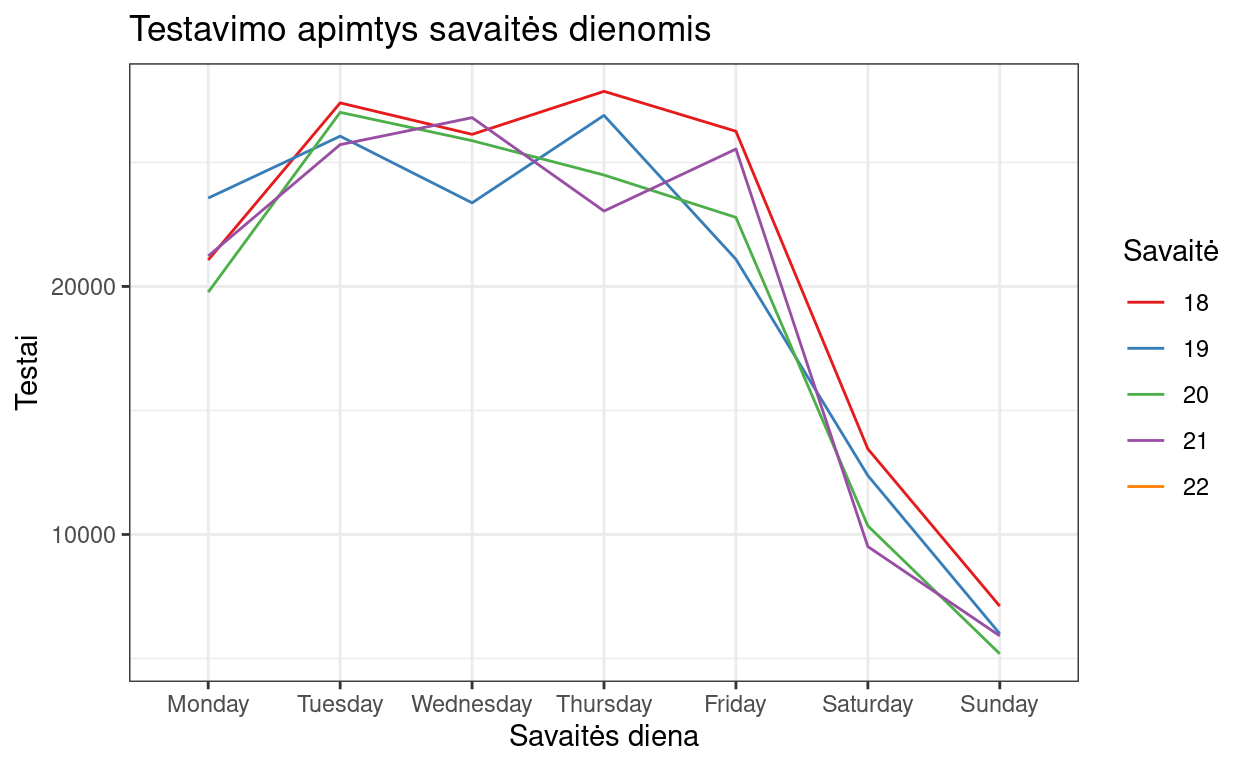 Testavimo apimtys savaitės dienomis
Testai
20000
10000
Monday Tuesday Wednesday Thursday Friday Saturday Sunday
Savaitės diena
Savaitė
18
19
20
21
22